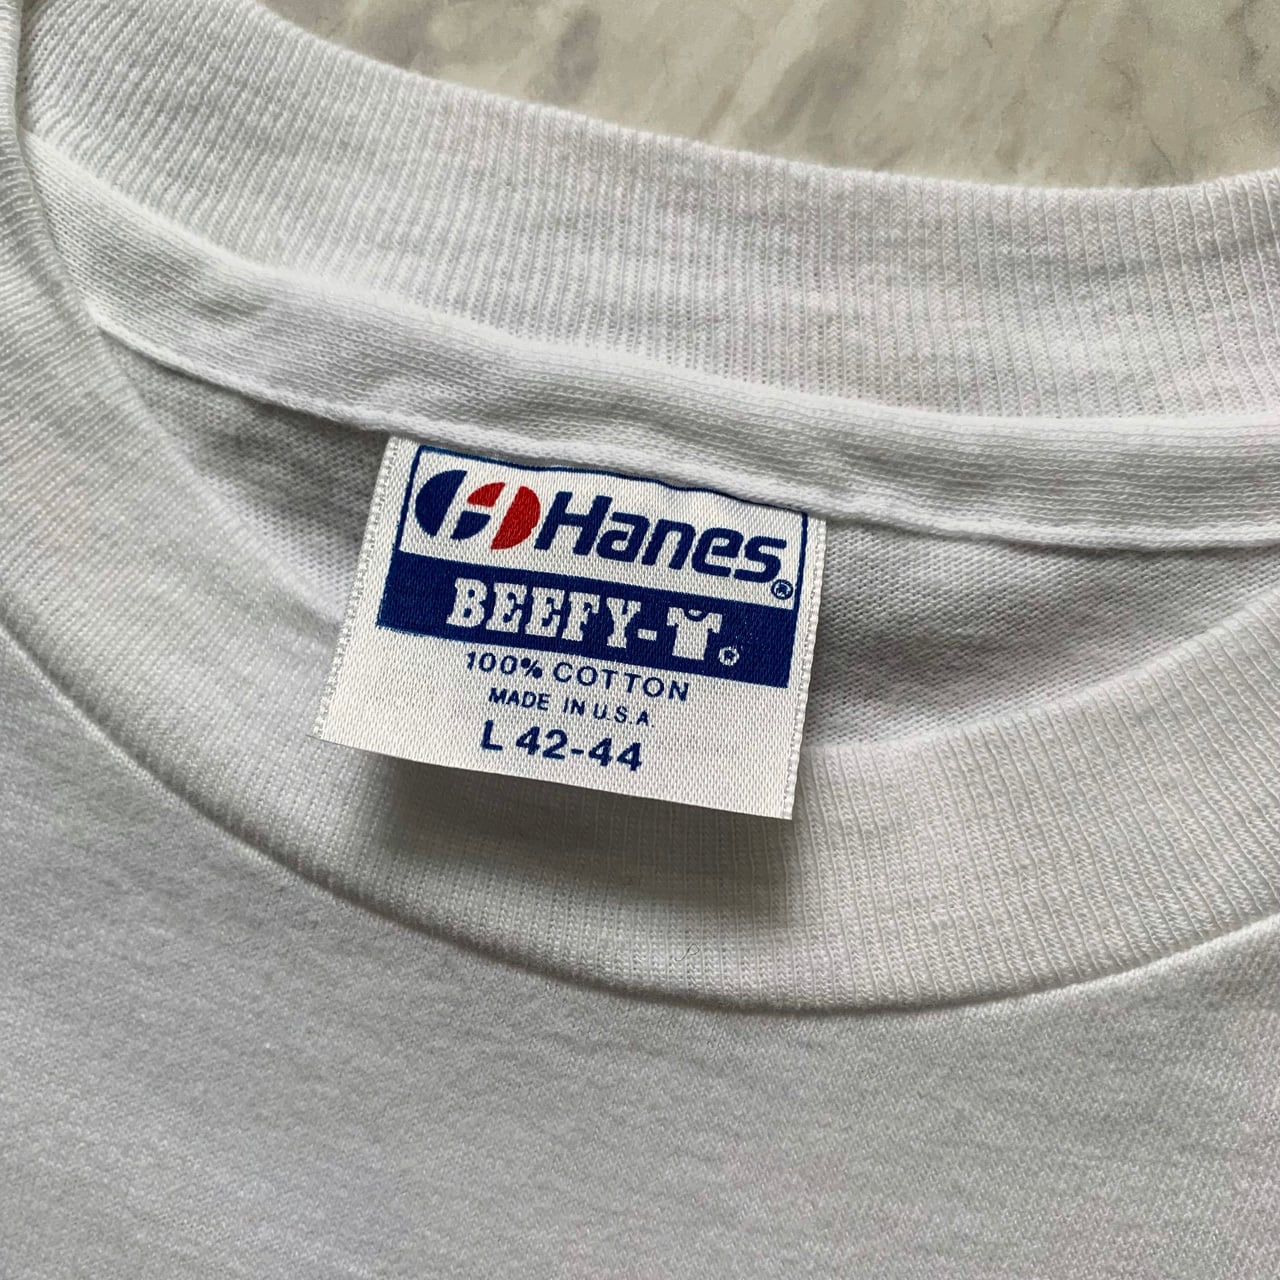 Hanes®
BEEFY-T®
100% COTTON
MADE IN U.S.A.
L 42-44